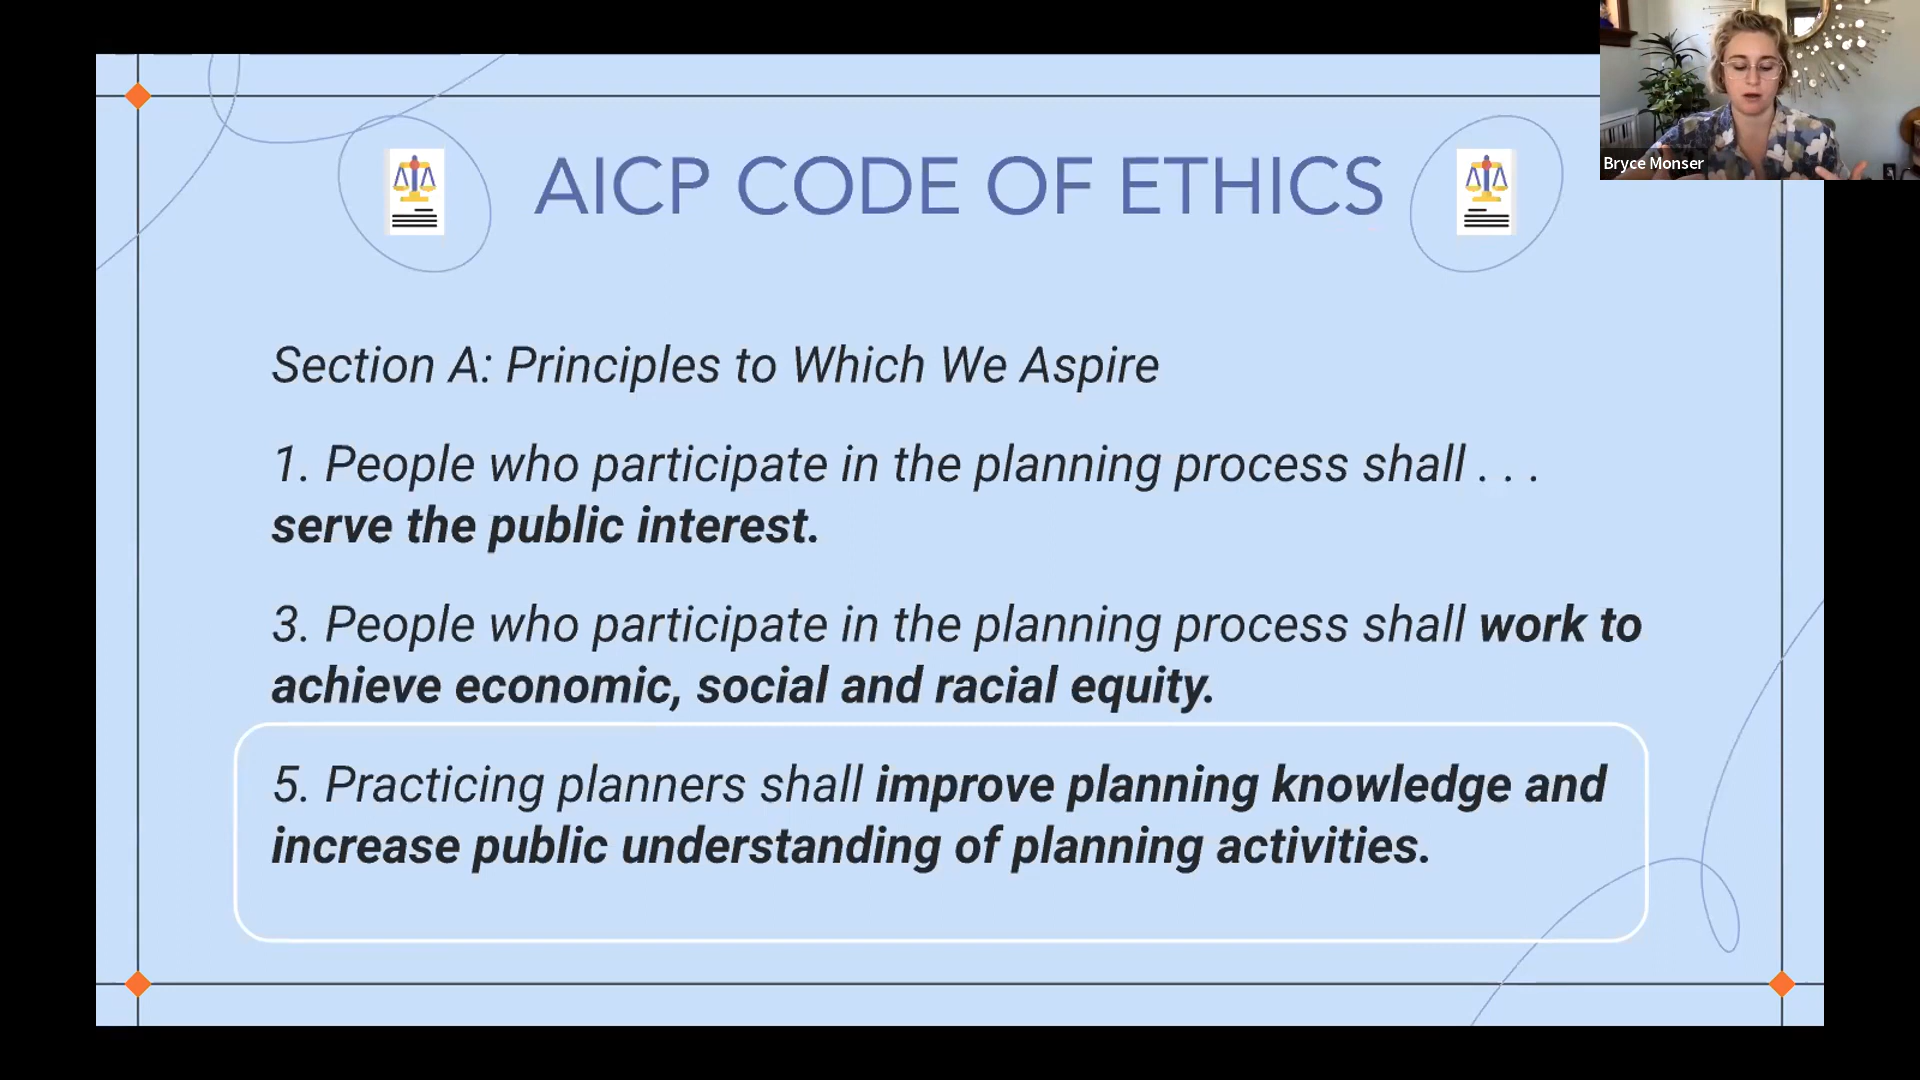 Bryce Monser
AICP CODE OF ETHICS
Section A: Principles to Which We Aspire
1. People who participate in the planning process shall . . .
serve the public interest.
3. People who participate in the planning process shall work to
achieve economic, social and racial equity.
5. Practicing planners shall improve planning knowledge and
increase public understanding of planning activities.